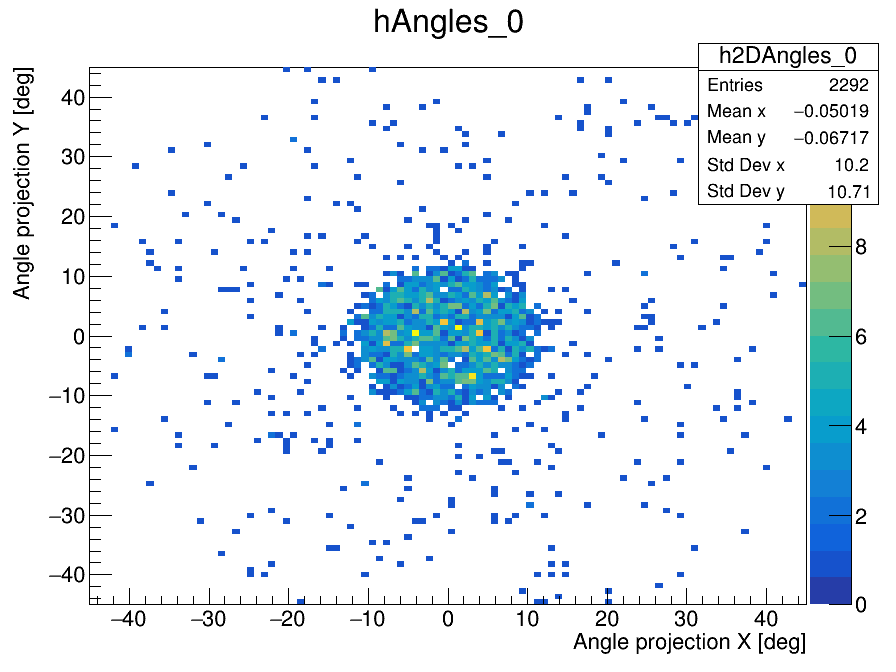 hAngles_0
h2DAngles_0
Entries 2292
Mean x −0.05019
Mean y −0.06717
Std Dev x 10.2
Std Dev y 10.71
Angle projection Y [deg]
40
30
20
10
0
−10
−20
−30
−40
8
6
4
2
0
−40 −30 −20 −10 0 10 20 30 40
Angle projection X [deg]